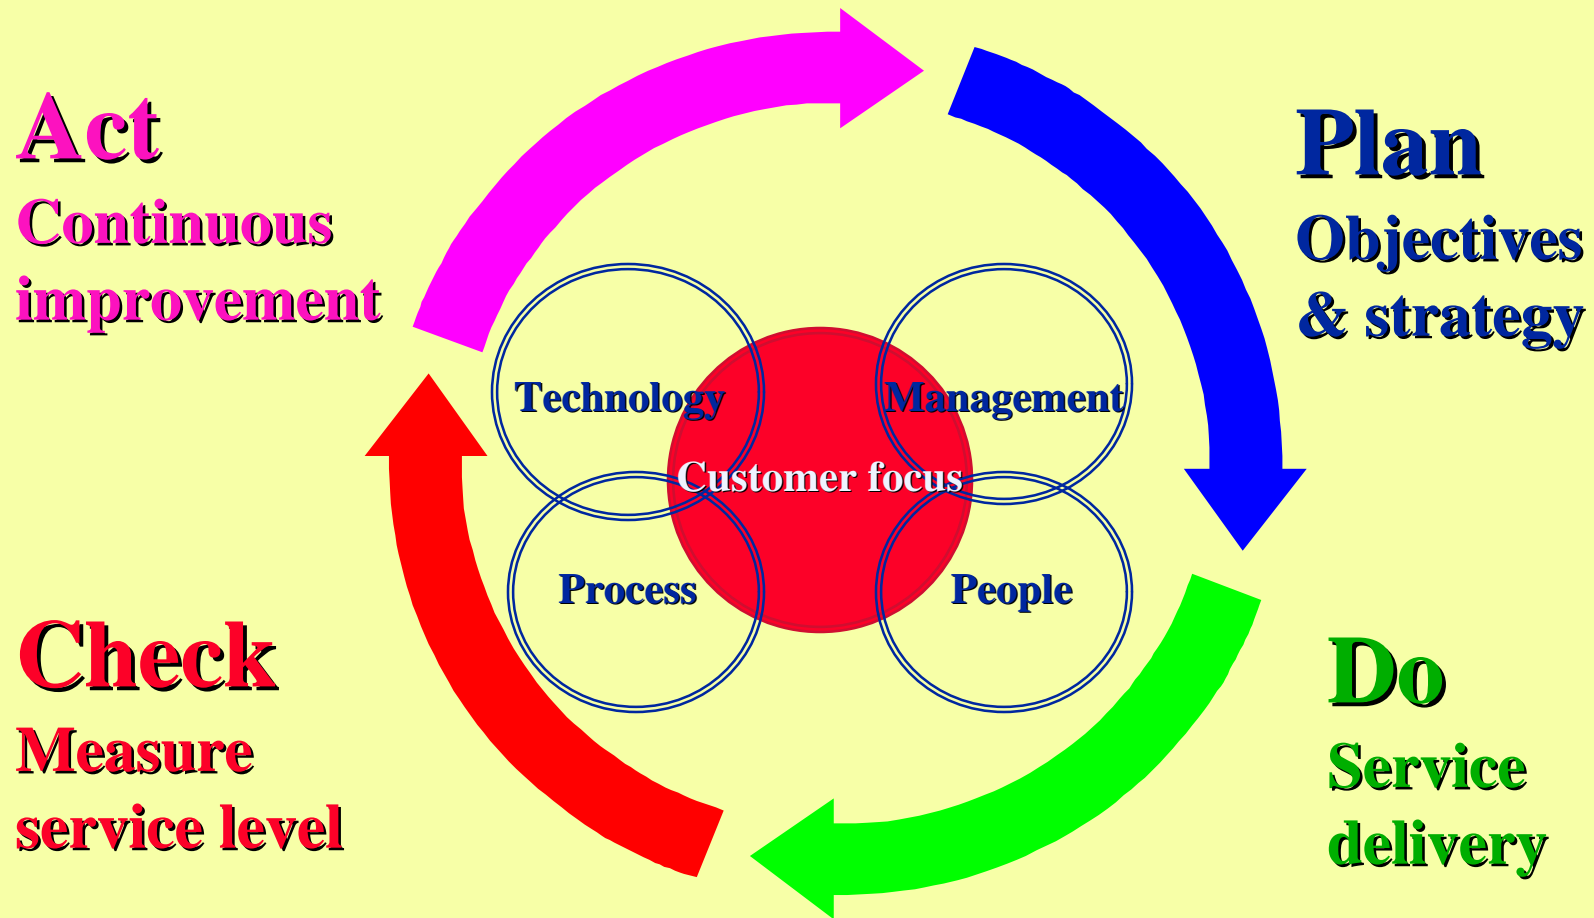 Act
Continuous
improvement
Plan
Objectives
& strategy
Technology
Management
Customer focus
Process
People
Check
Measure
service level
Do
Service
delivery